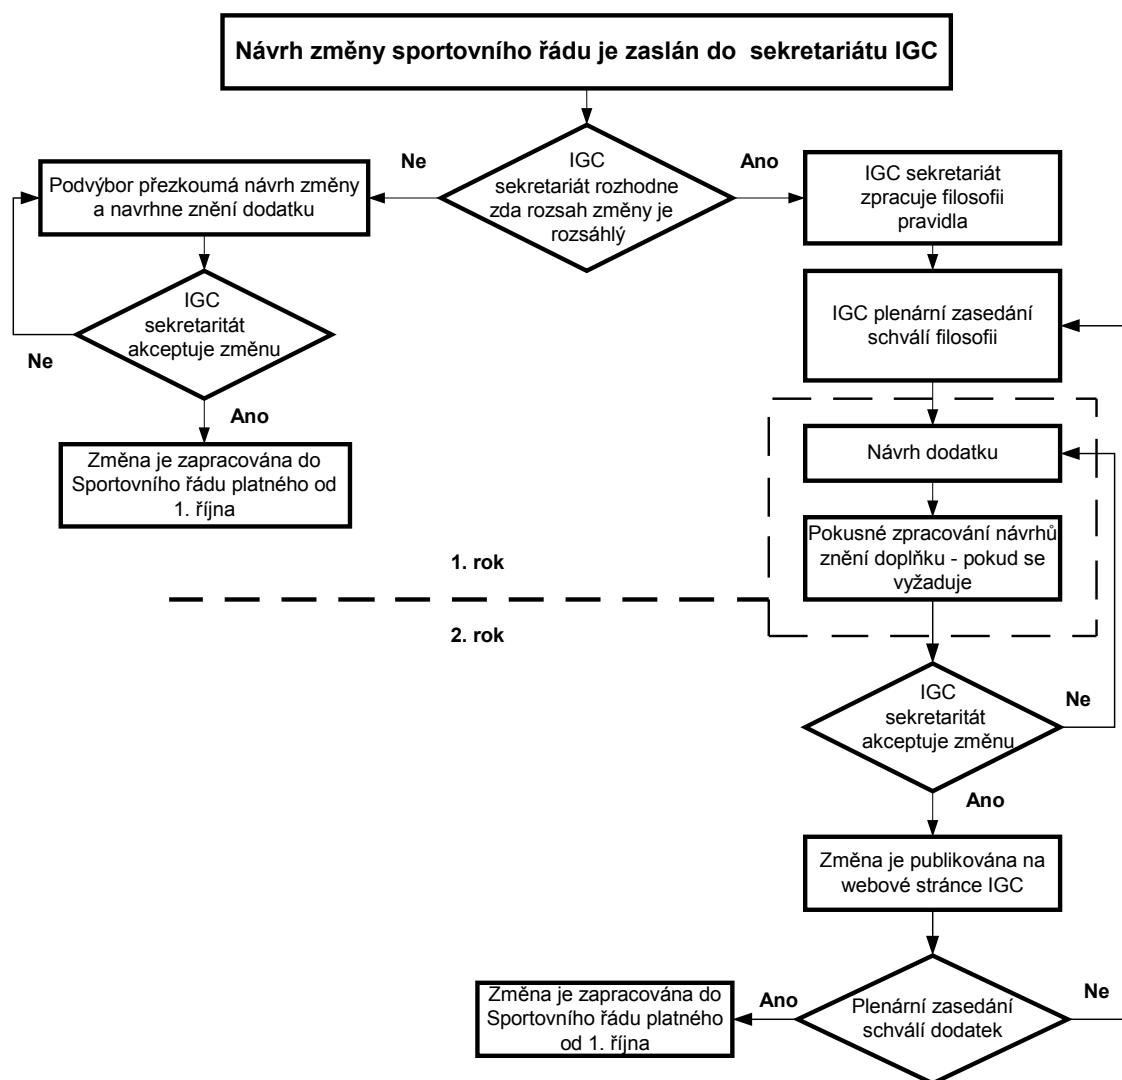 Návrh změny sportovního řádu je zaslán do sekretariátu IGC
IGC
sekretariát rozhodne
zda rozsah změny je
rozsáhlý
Ne
Ano
Podvýbor přezkoumá návrh změny
a navrhne znění dodatku
IGC
sekretaritát
akceptuje změnu
Ne
Ano
Změna je zapracována do
Sportovního řádu platného od
1. října
IGC sekretariát
zpracuje filosofii
pravidla
IGC plenární zasedání
schválí filosofii
Návrh dodatku
Pokusné zpracování návrhů
znění doplňku - pokud se
vyžaduje
1. rok
2. rok
IGC
sekretaritát
akceptuje změnu
Ne
Ano
Změna je publikována na
webové stránce IGC
Plenární zasedání
schválí dodatek
Ano
Ne
Změna je zapracována do
Sportovního řádu platného
od 1. října